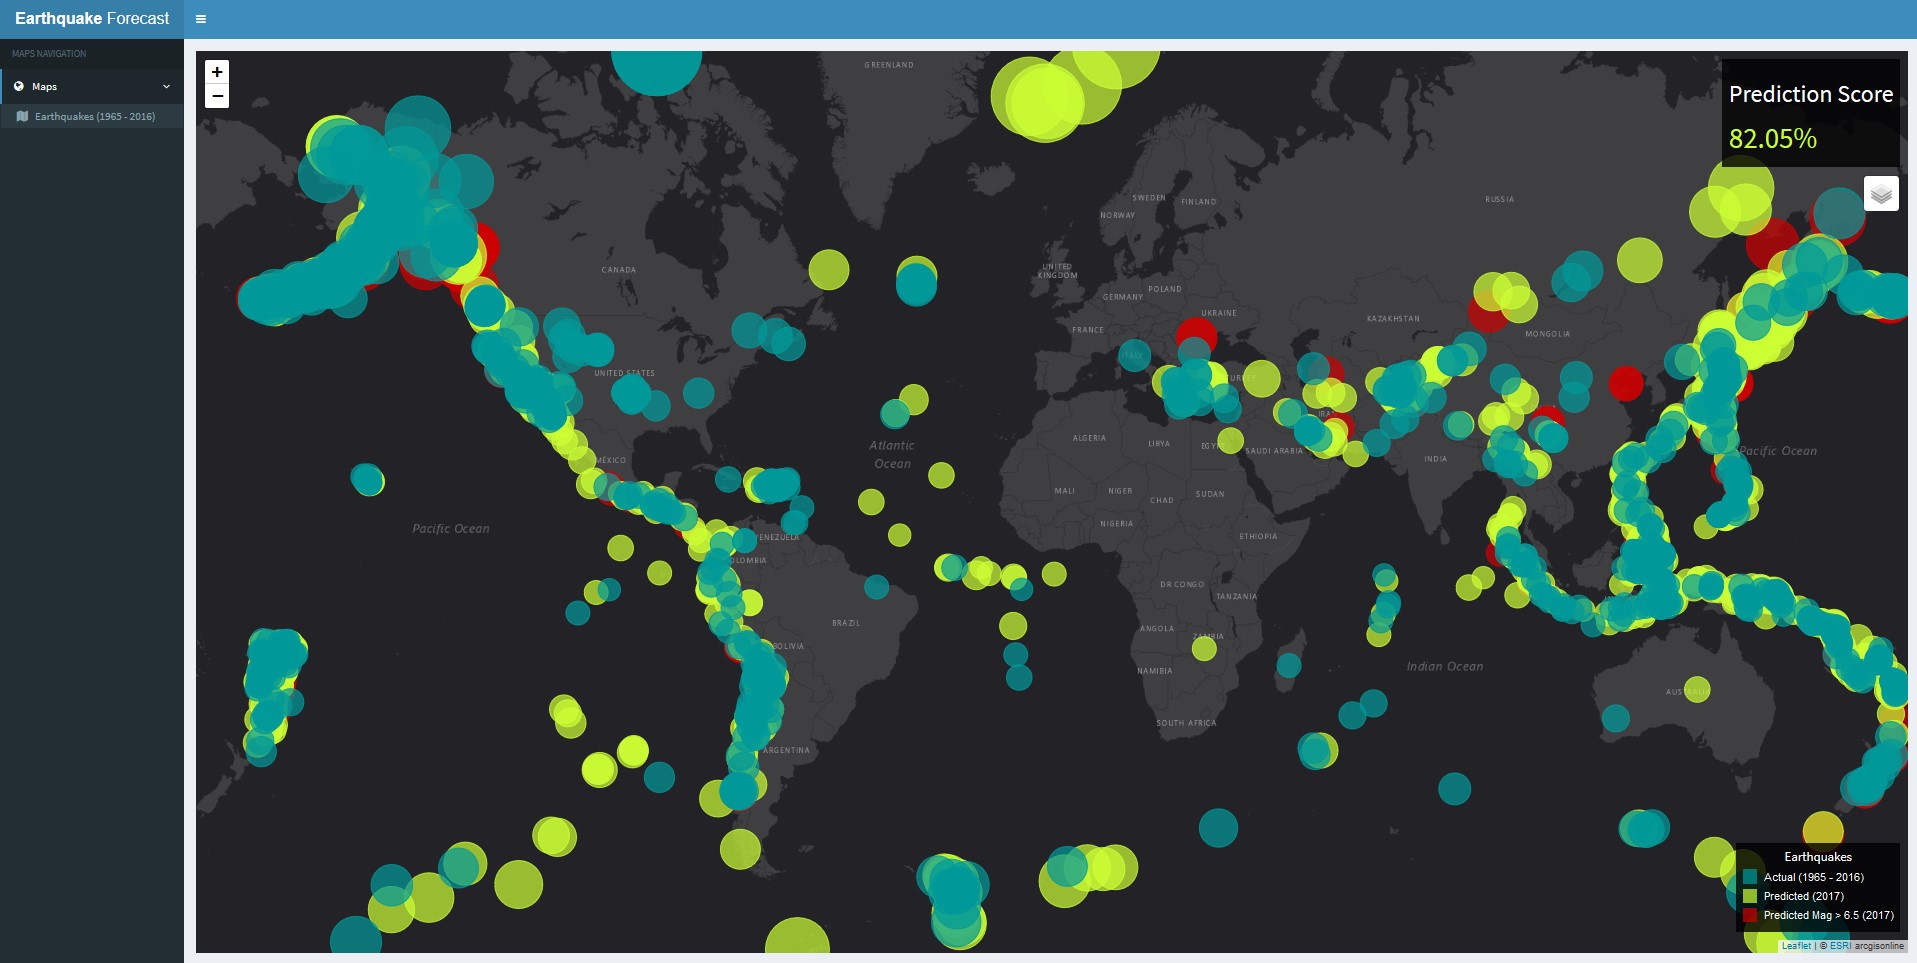 Earthquake Forecast
MAPS NAVIGATION
Maps
Earthquakes (1965 - 2016)
+
−
Prediction Score
82.05%
GREENLAND
RUSSIA
SWEDEN
FINLAND
NORWAY
CANADA
UNITED
KINGDOM
POLAND
GERMANY
UKRAINE
KAZAKHSTAN
FRANCE
MONGOLIA
ITALY
UNITED STATES
TURKEY
IRAN
ALGERIA
LIBYA
EGYPT
SAUDI ARABIA
Atlantic
Ocean
Pacific Ocean
MÉXICO
INDIA
MALI
NIGER
CHAD
SUDAN
NIGERIA
Pacific Ocean
VENEZUELA
ETHIOPIA
COLOMBIA
DR CONGO
TANZANIA
BRAZIL
ANGOLA
ZAMBIA
BOLIVIA
Indian Ocean
NAMIBIA
AUSTRALIA
SOUTH AFRICA
ARGENTINA
Earthquakes
Actual (1965 - 2016)
Predicted (2017)
Predicted Mag > 6.5 (2017)
Leaflet | © ESRI arcgisonline